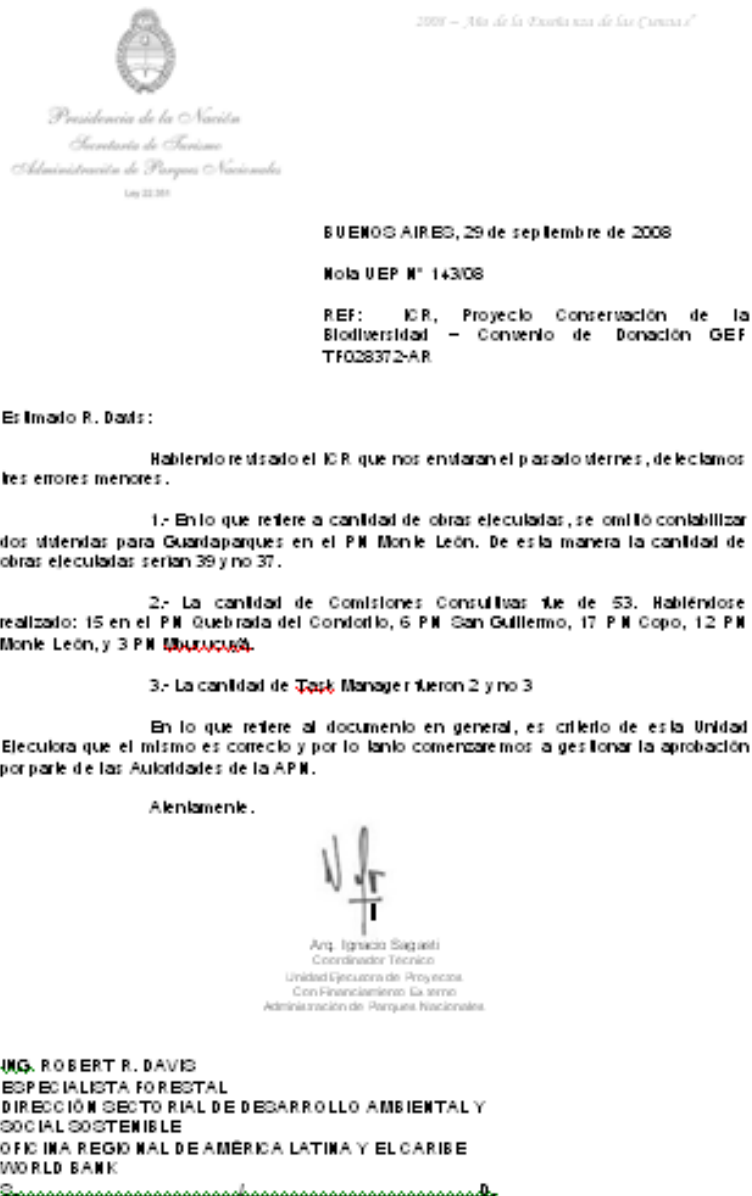 2008 – Año de la Enseñanza de las Ciencias"
Presidencia de la Nación
Secretaría de Turismo
Administración de Parques Nacionales
Ley 22.351
BUENOS AIRES, 29 de septiembre de 2008
Nota UEP N° 143/08
REF: ICR, Proyecto Conservación de la
Biodiversidad – Convenio de Donación GEF
TF028372-AR
Estimado R. Davis:
Habiendo revisado el ICR que nos enviaran el pasado viernes, detectamos
tres errores menores.
1.- En lo que refiere a cantidad de obras ejecutadas, se omitió contabilizar
dos viviendas para Guardaparques en el PN Monte León. De esta manera la cantidad de
obras ejecutadas serían 39 y no 37.
2.- La cantidad de Comisiones Consultivas fue de 53. Habiéndose
realizado: 15 en el PN Quebrada del Condorito, 6 PN San Guillermo, 17 PN Copo, 12 PN
Monte León, y 3 PN Mburucuyá.
3.- La cantidad de Task Manager fueron 2 y no 3
En lo que refiere al documento en general, es criterio de esta Unidad
Ejecutora que el mismo es correcto y por lo tanto comenzaremos a gestionar la aprobación
por parte de las Autoridades de la APN.
Atentamente.
Arq. Ignacio
Coordinador Técnico
Unidad Ejecutora de Proyectos
Con Financiamiento Externo
Administración de Parques Nacionales
ING. ROBERT R. DAVIS
ESPECIALISTA FORESTAL
DIRECCIÓN SECTORIAL DE DESARROLLO AMBIENTAL Y
SOCIAL SOSTENIBLE
OFICINA REGIONAL DE AMÉRICA LATINA Y EL CARIBE
WORLD BANK
S / D.